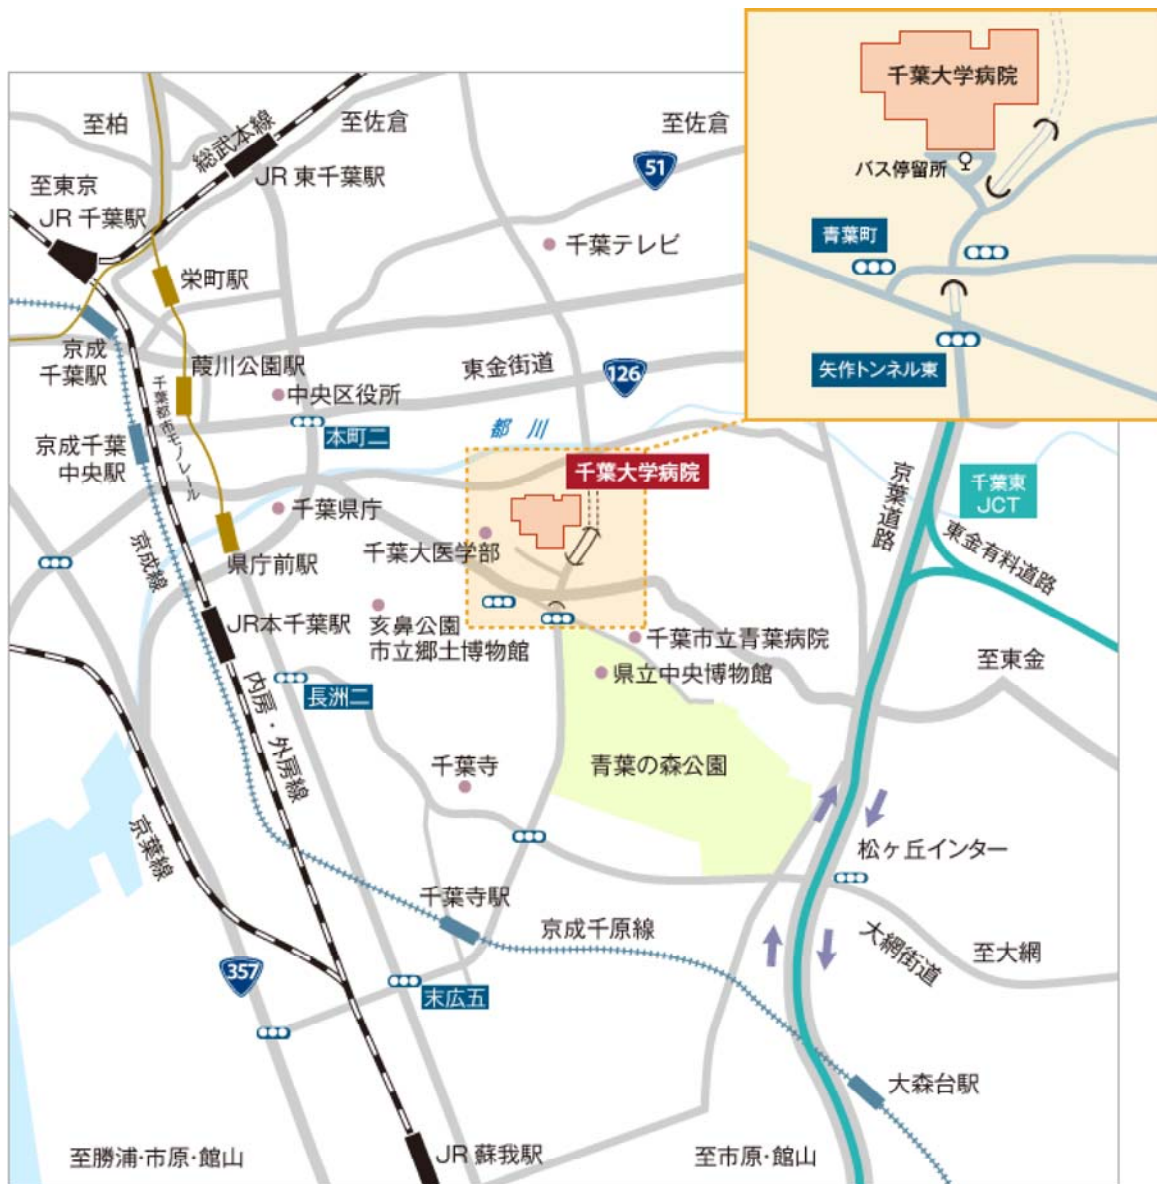 千葉大学病院
バス停留所
青葉町
矢作トンネル東
至柏
総武本線
至佐倉
至佐倉
51
JR 東千葉駅
至東京
JR 千葉駅
千葉テレビ
栄町駅
京成
千葉駅
葭川公園駅
東金街道
126
中央区役所
千葉都市モノレール
本町二
都 川
京成千葉
中央駅
千葉大学病院
京葉道路
千葉東
JCT
千葉県庁
東金有料道路
千葉大医学部
京成線
県庁前駅
JR本千葉駅
亥鼻公園
市立郷土博物館
千葉市立青葉病院
県立中央博物館
至東金
長洲二
内房・外房線
千葉寺
青葉の森公園
京葉線
松ヶ丘インター
千葉寺駅
京成千原線
大網街道
至大網
357
末広五
大森台駅
至勝浦･市原･館山
JR 蘇我駅
至市原･館山